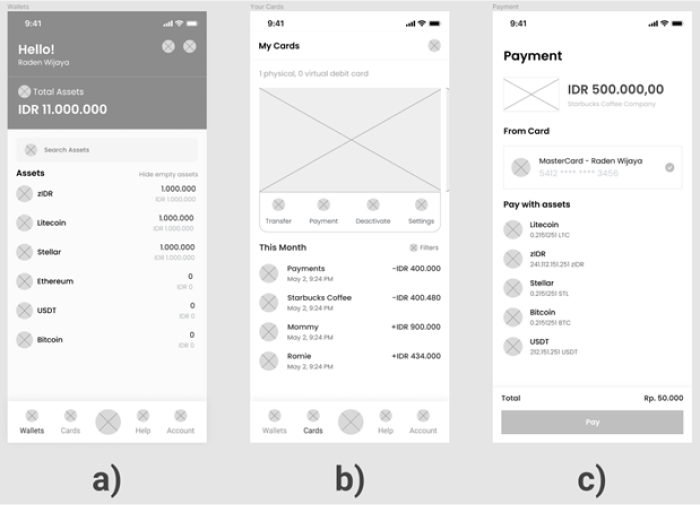 Wallets
9:41
Hello!
Raden Wijaya
Total Assets
IDR 11.000.000
Search Assets
Assets
Hide empty assets
zIDR
1.000.000
IDR 1.000.000
Litecoin
1.000.000
IDR 1.000.000
Stellar
1.000.000
IDR 1.000.000
Ethereum
0
IDR 0
USDT
0
IDR 0
Bitcoin
0
IDR 0
Wallets
Cards
Help
Account
a)
Your Cards
9:41
My Cards
1 physical, 0 virtual debit card
Transfer
Payment
Deactivate
Settings
This Month
Filters
Payments
-IDR 400.000
May 2, 9:24 PM
Starbucks Coffee
-IDR 400.480
May 2, 9:24 PM
Mommy
+IDR 900.000
May 2, 9:24 PM
Romie
+IDR 434.000
May 2, 9:24 PM
Wallets
Cards
Help
Account
b)
Payment
9:41
Payment
IDR 500.000,00
Starbucks Coffee Company
From Card
MasterCard - Raden Wijaya
5412 **** **** 3456
Pay with assets
Litecoin
0.2151251 LTC
zIDR
241.112.151.251 zIDR
Stellar
0.2151251 STL
Bitcoin
0.2151251 BTC
USDT
212.151.251 USDT
Total
Rp. 50.000
Pay
c)